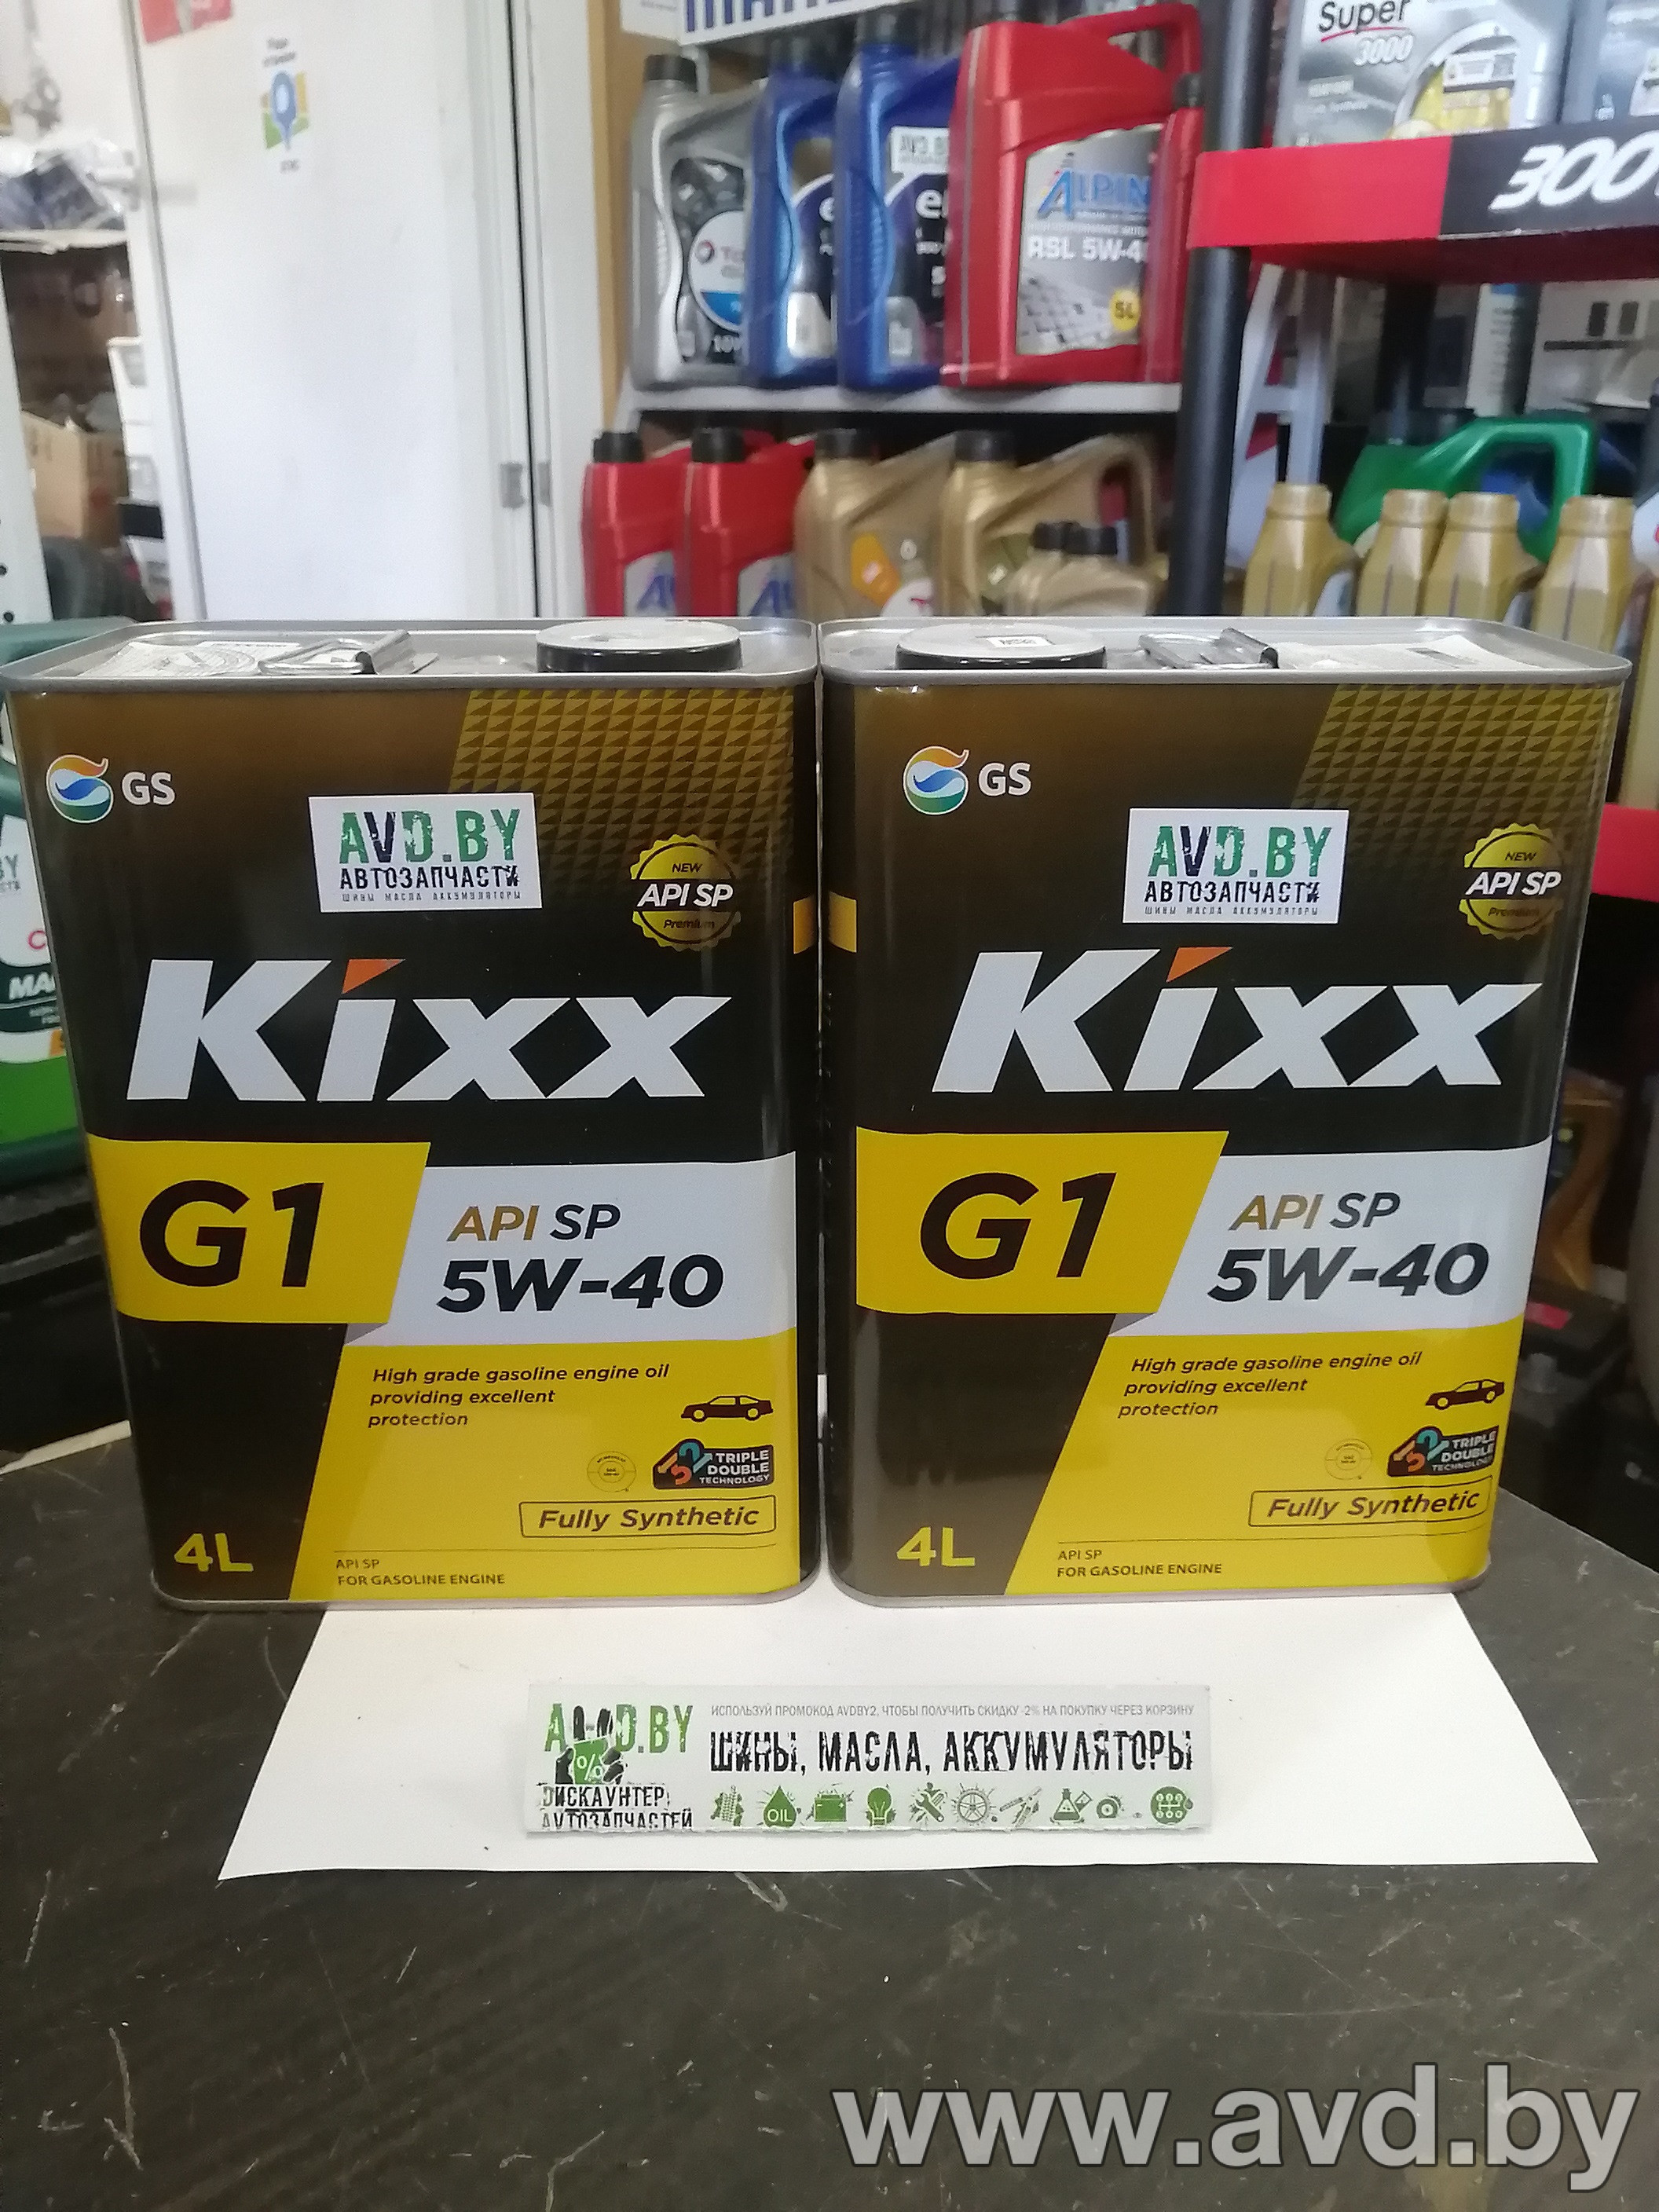 Super
3000
300
AVD.BY
ALPIN
RSL 5W-4
5L
GS
AVD.BY
АВТОЗАПЧАСТИ
ШИНЫ МАСЛА АККУМУЛЯТОРЫ
NEW
API SP
Premium
Kixx
G1
API SP
5W-40
High grade gasoline engine oil
providing excellent
protection
TRIPLE
DOUBLE
TECHNOLOGY
Fully Synthetic
4L
API SP
FOR GASOLINE ENGINE
GS
AVD.BY
АВТОЗАПЧАСТИ
ШИНЫ МАСЛА АККУМУЛЯТОРЫ
NEW
API SP
Premium
Kixx
G1
API SP
5W-40
High grade gasoline engine oil
providing excellent
protection
TRIPLE
DOUBLE
TECHNOLOGY
Fully Synthetic
4L
API SP
FOR GASOLINE ENGINE
ИСПОЛЬЗУЙ ПРОМОКОД AVDBY2, ЧТОБЫ ПОЛУЧИТЬ СКИДКУ -2% НА ПОКУПКУ ЧЕРЕЗ КОРЗИНУ
D.BY
%
ДИСКАУНТЕР
АВТОЗАПЧАСТЕЙ
ШИНЫ, МАСЛА, АККУМУЛЯТОРЫ
OIL
www.avd.by